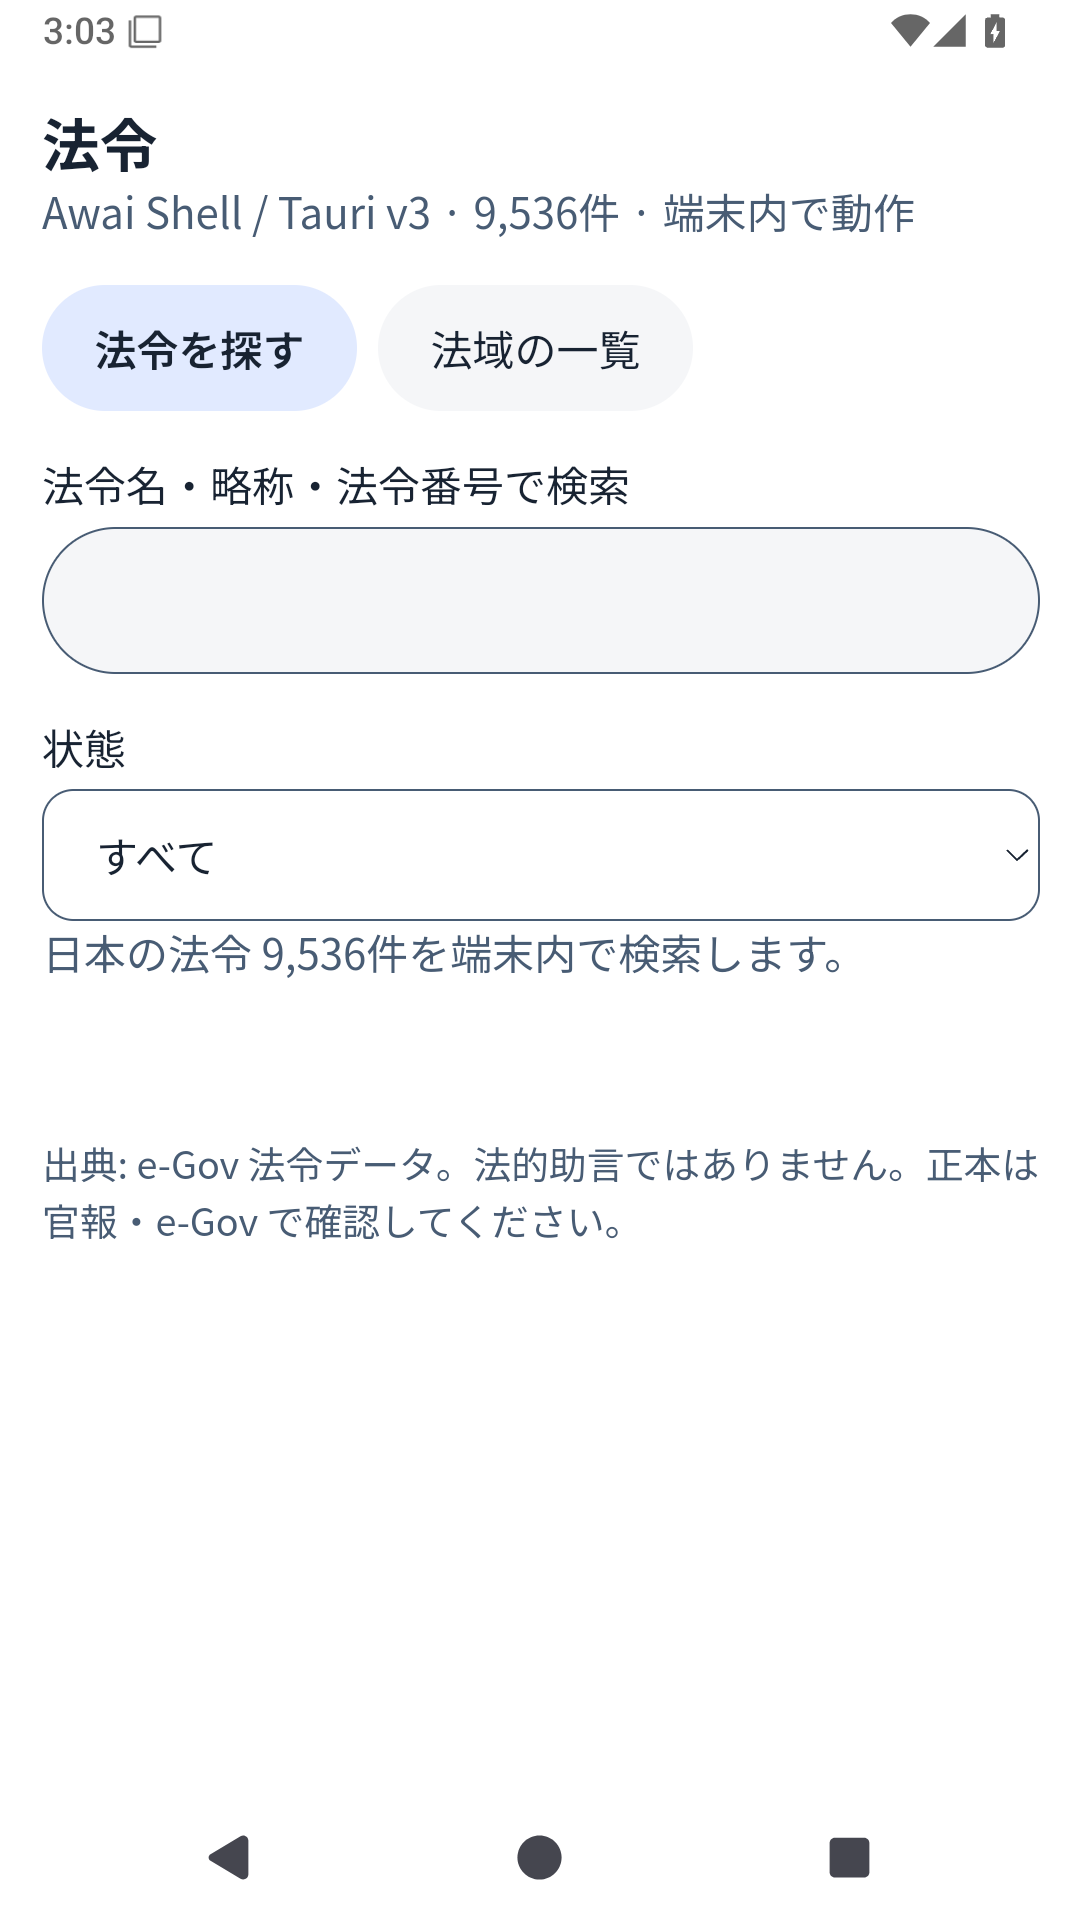 3:03
法令
Awai Shell / Tauri v3 · 9,536件 · 端末内で動作
法令を探す
法域の一覧
法令名・略称・法令番号で検索
状態
すべて
日本の法令 9,536件を端末内で検索します。
出典: e-Gov 法令データ。法的助言ではありません。正本は
官報・e-Gov で確認してください。